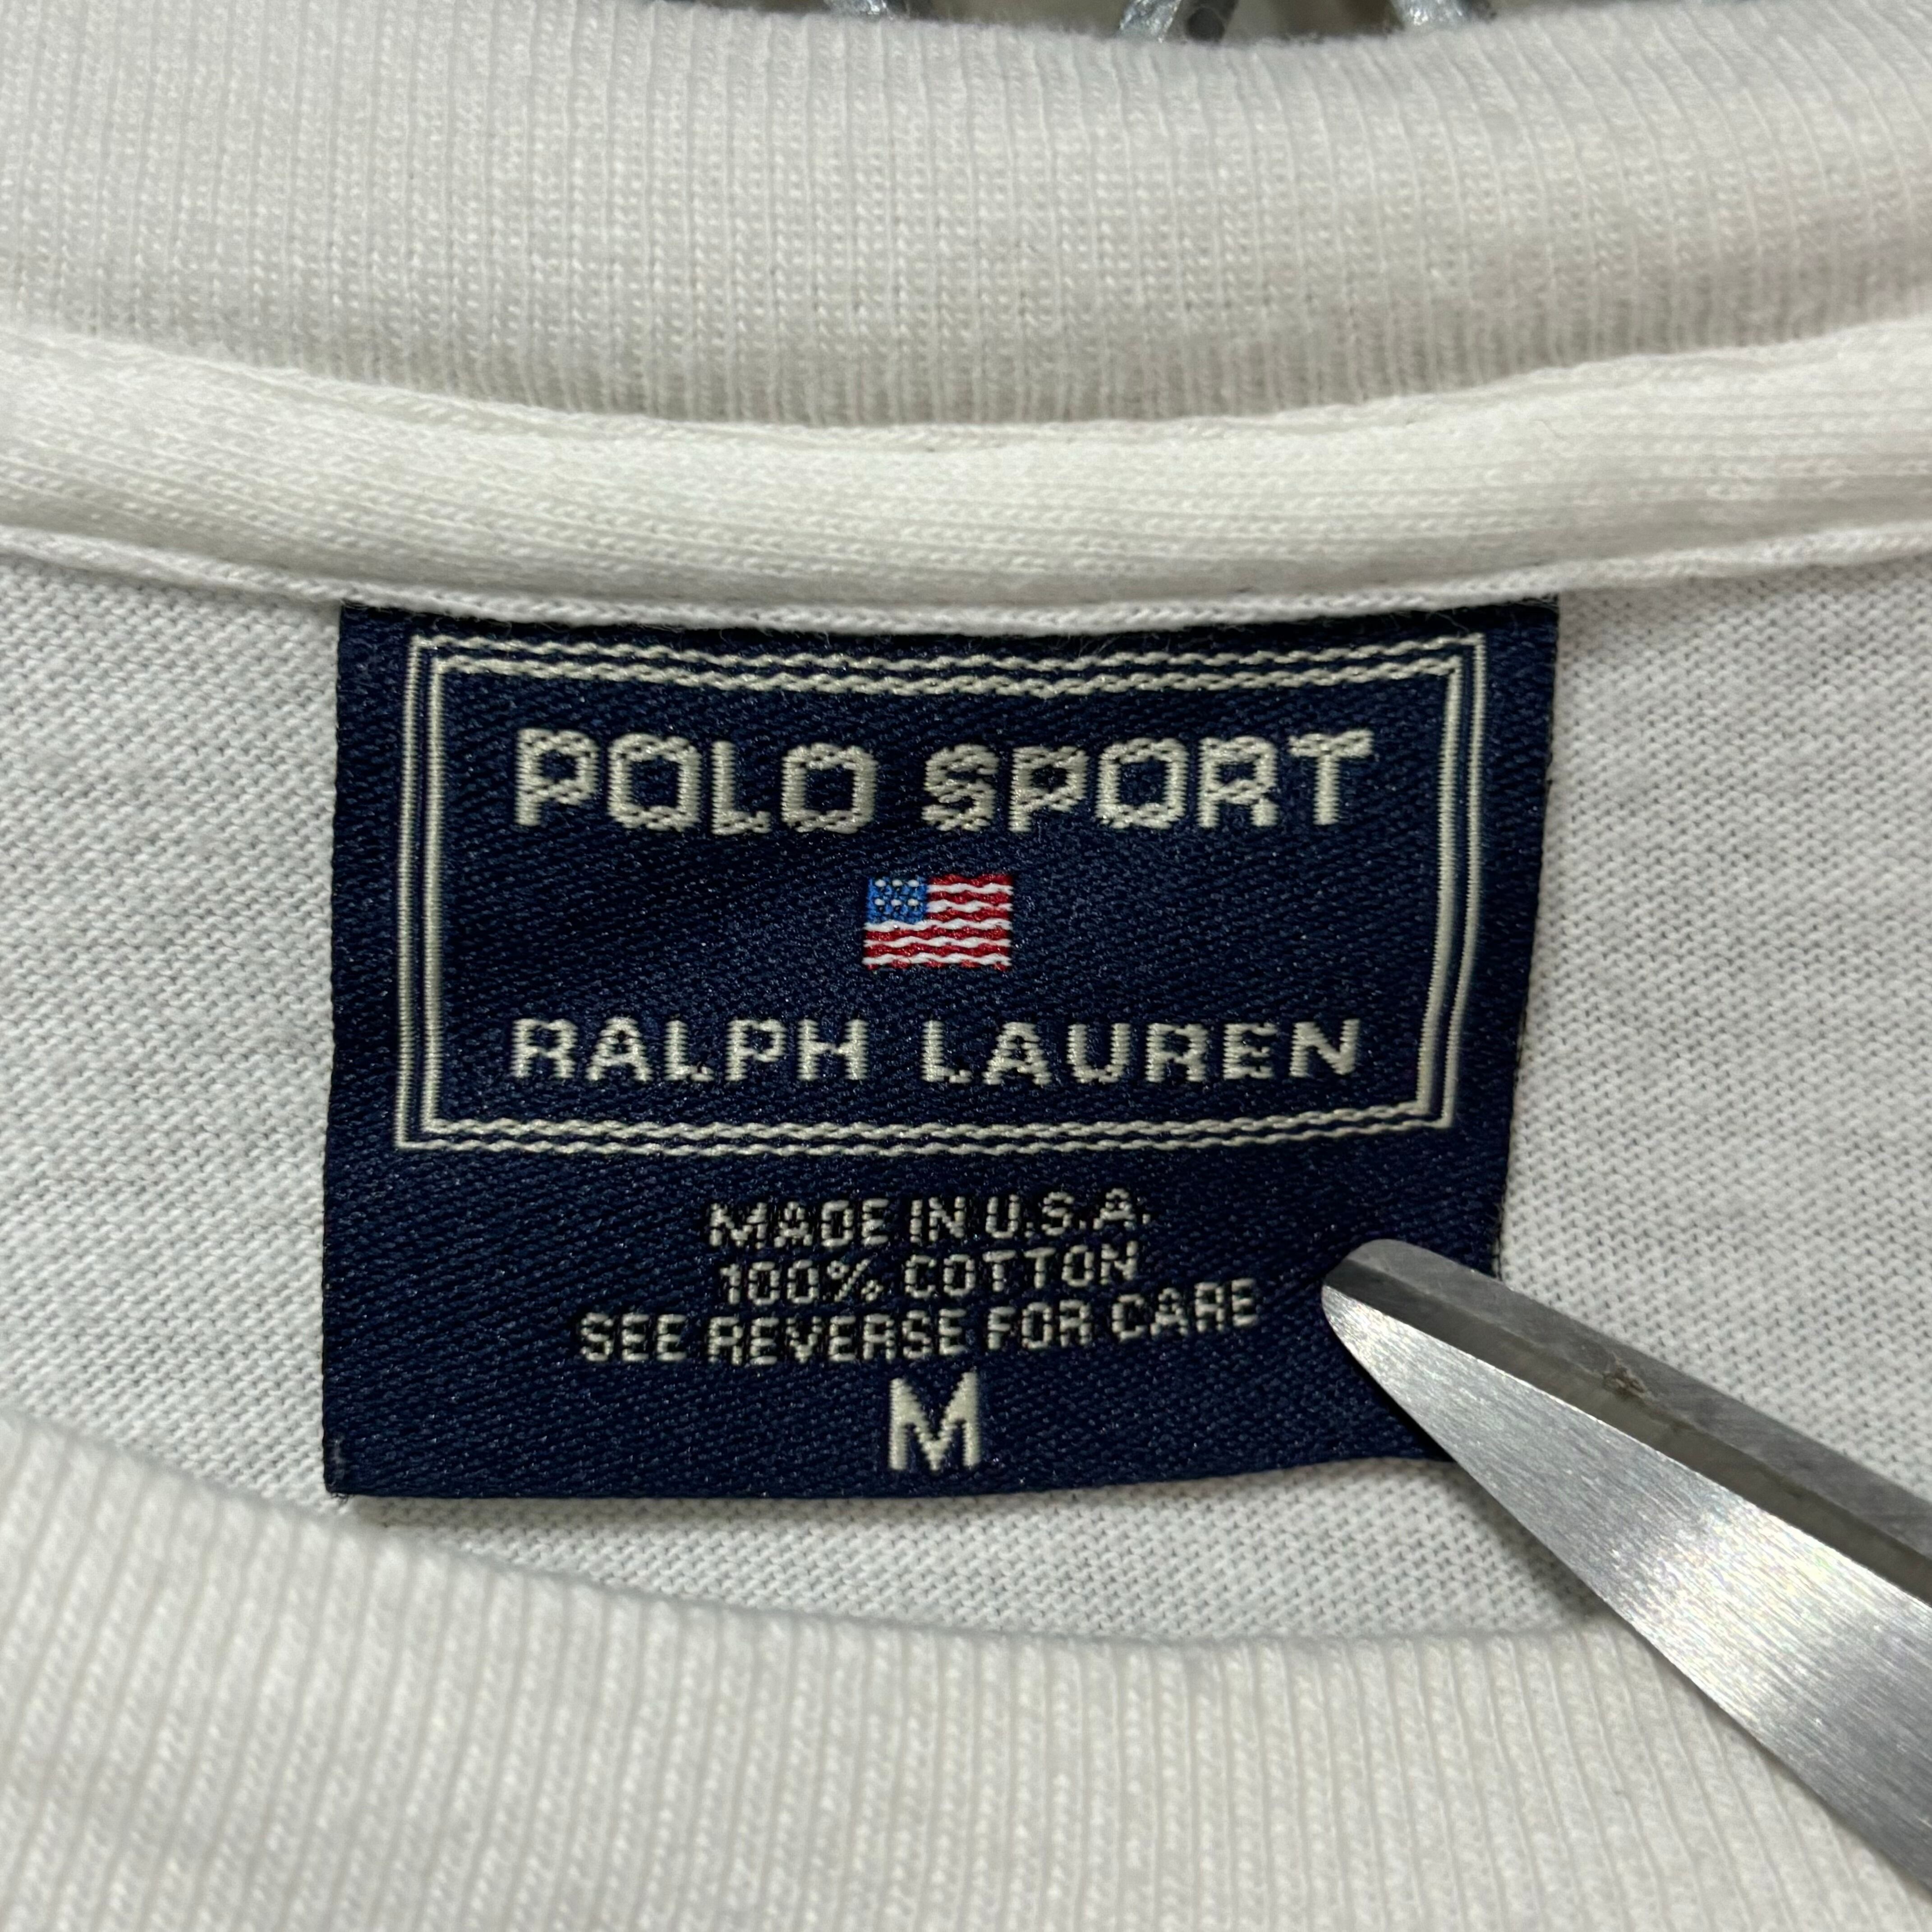 POLO SPORT
RALPH LAUREN
MADE IN U.S.A.
100% COTTON
SEE REVERSE FOR CARE
M